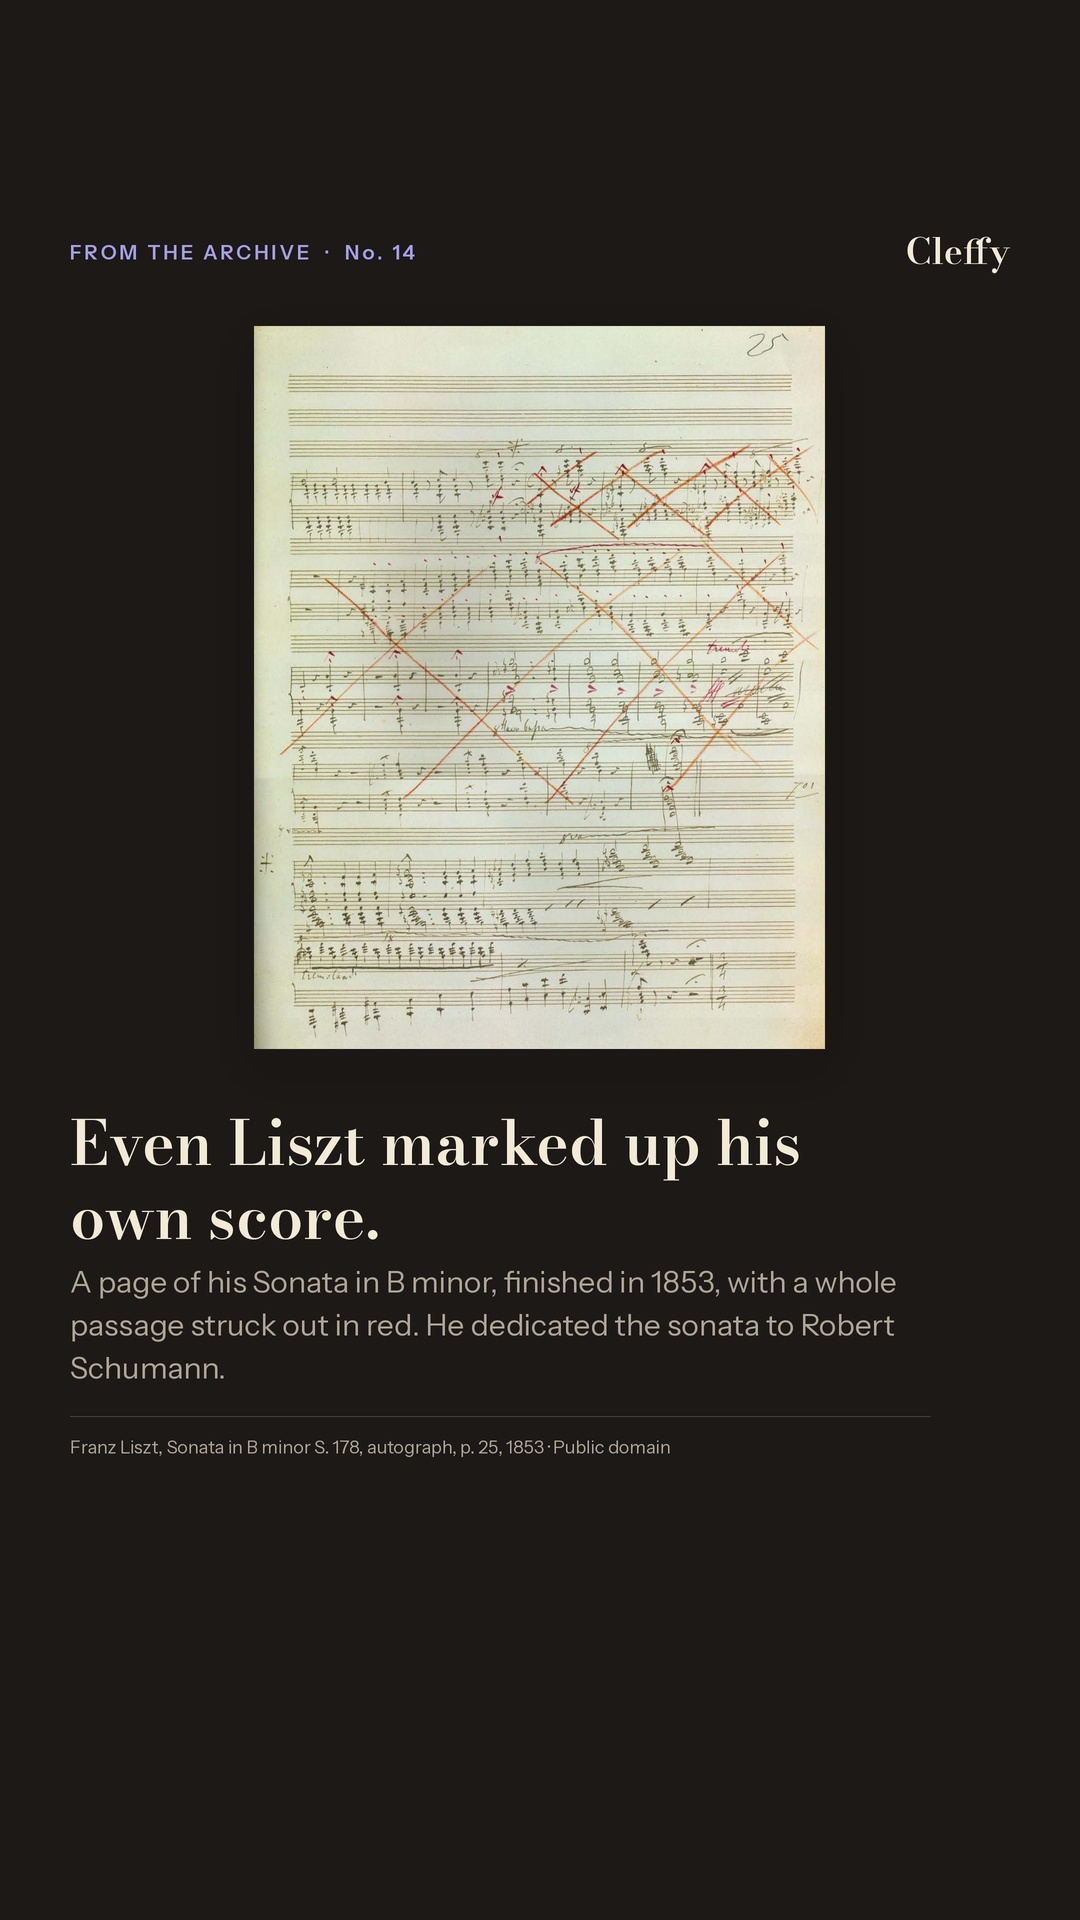 FROM THE ARCHIVE · No. 14
Cleffy
25
Even Liszt marked up his
own score.
A page of his Sonata in B minor, finished in 1853, with a whole
passage struck out in red. He dedicated the sonata to Robert
Schumann.
Franz Liszt, Sonata in B minor S. 178, autograph, p. 25, 1853 · Public domain